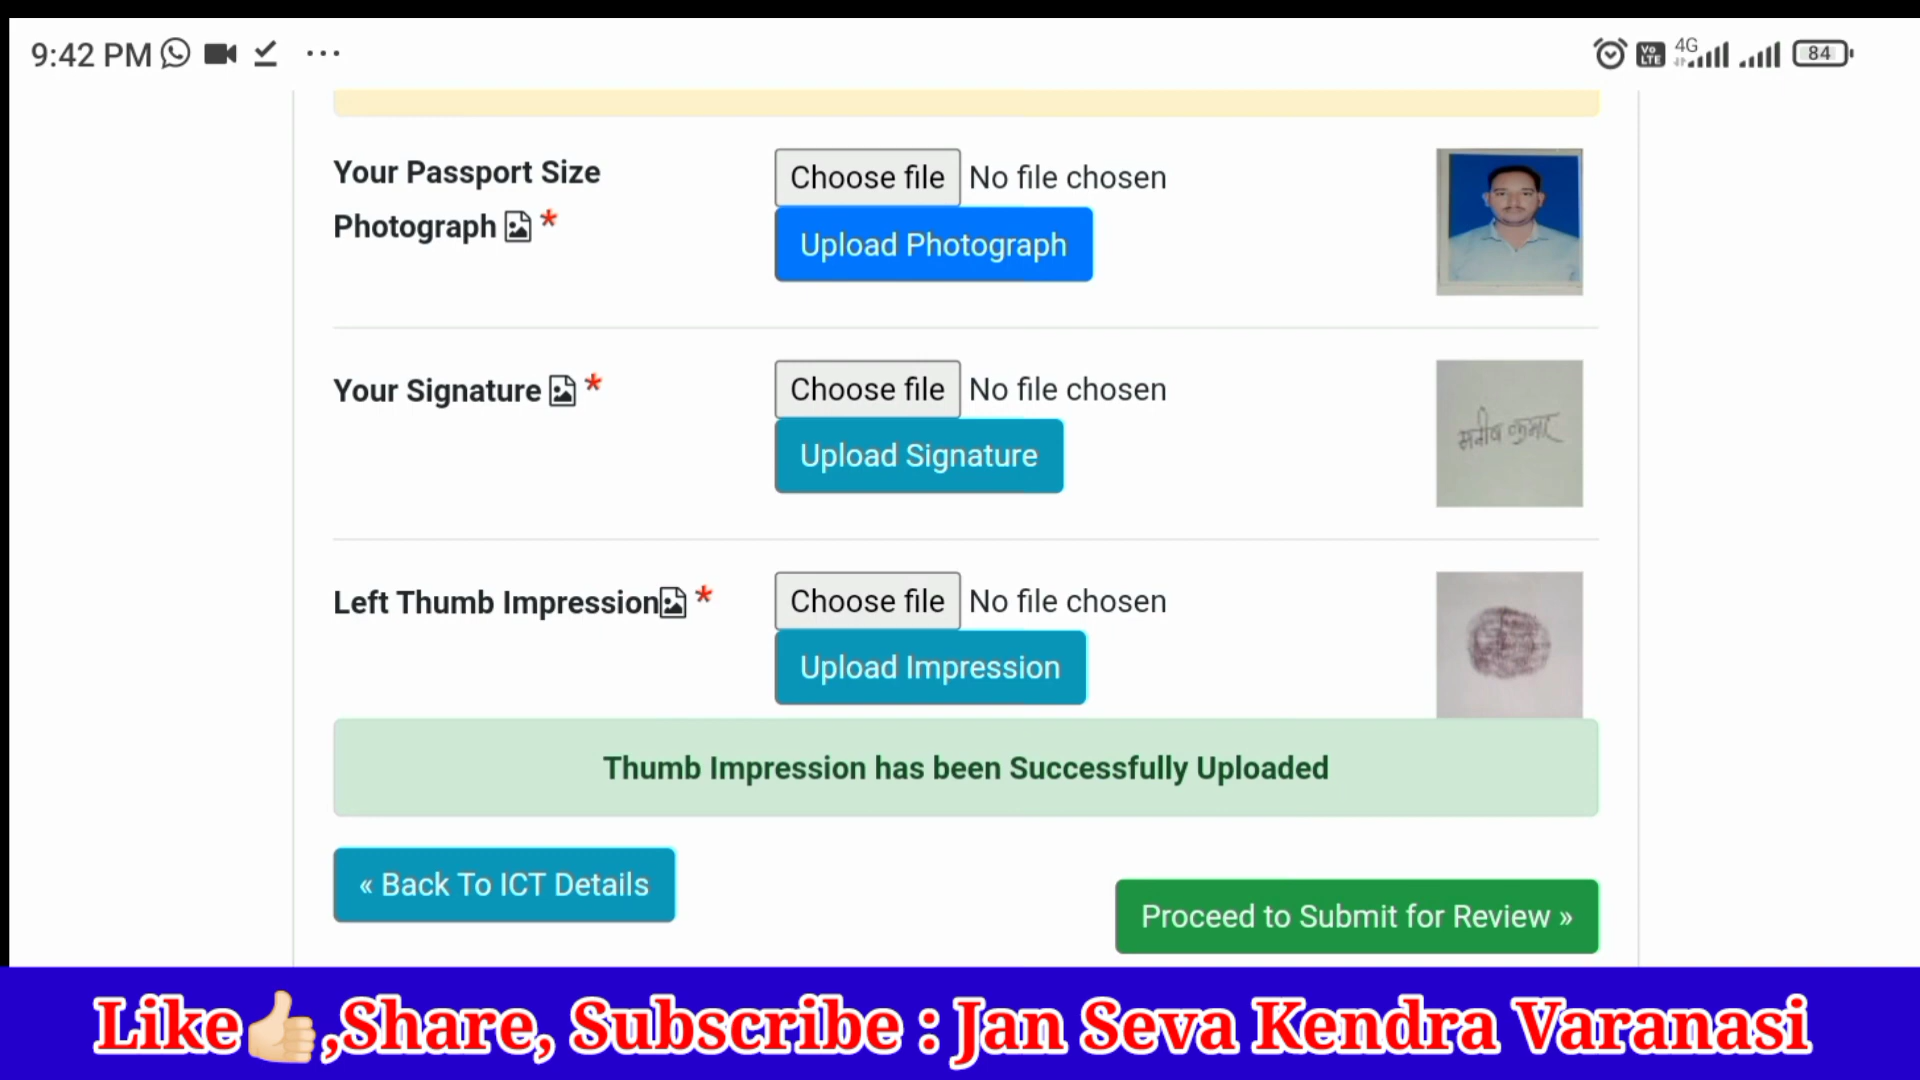 9:42 PM ...
Vo LTE 4G 84
Your Passport Size
Photograph *
Choose file No file chosen
Upload Photograph
Your Signature *
Choose file No file chosen
Upload Signature
कुमार
Left Thumb Impression *
Choose file No file chosen
Upload Impression
Thumb Impression has been Successfully Uploaded
« Back To ICT Details
Proceed to Submit for Review »
Like👍🏻,Share, Subscribe : Jan Seva Kendra Varanasi